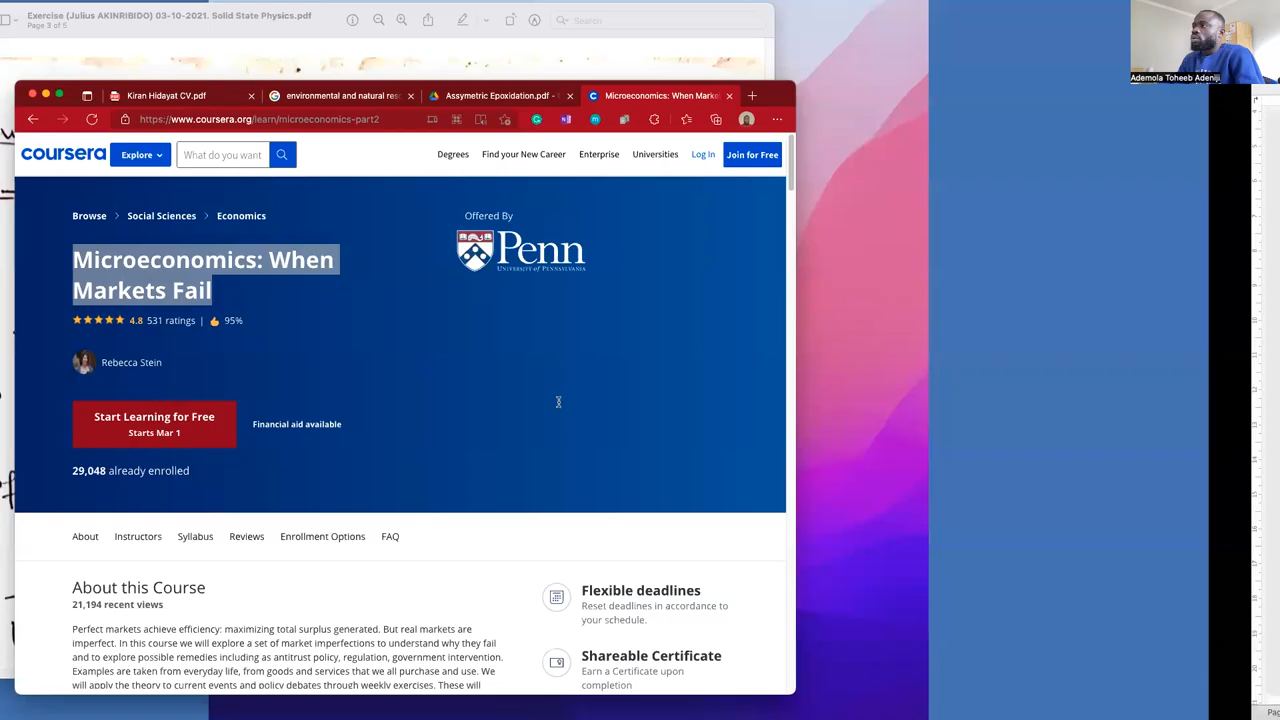 Exercise (Julius AKINRIBIDO) 03-10-2021. Solid State Physics.pdf
Page 3 of 5
Search
Ademola Toheeb Adeniji
Kiran Hidayat CV.pdf
environmental and natural res
Assymetric Epoxidation.pdf -
Microeconomics: When Marke
https://www.coursera.org/learn/microeconomics-part2
coursera
Explore
What do you want
Degrees
Find your New Career
Enterprise
Universities
Log In
Join for Free
Browse > Social Sciences > Economics
Offered By
Penn
UNIVERSITY OF PENNSYLVANIA
Microeconomics: When
Markets Fail
4.8 531 ratings | 95%
Rebecca Stein
Start Learning for Free
Starts Mar 1
Financial aid available
29,048 already enrolled
About
Instructors
Syllabus
Reviews
Enrollment Options
FAQ
About this Course
21,194 recent views
Perfect markets achieve efficiency: maximizing total surplus generated. But real markets are
imperfect. In this course we will explore a set of market imperfections to understand why they fail
and to explore possible remedies including as antitrust policy, regulation, government intervention.
Examples are taken from everyday life, from goods and services that we all purchase and use. We
will apply the theory to current events and policy debates through weekly exercises. These will
Flexible deadlines
Reset deadlines in accordance to
your schedule.
Shareable Certificate
Earn a Certificate upon
completion